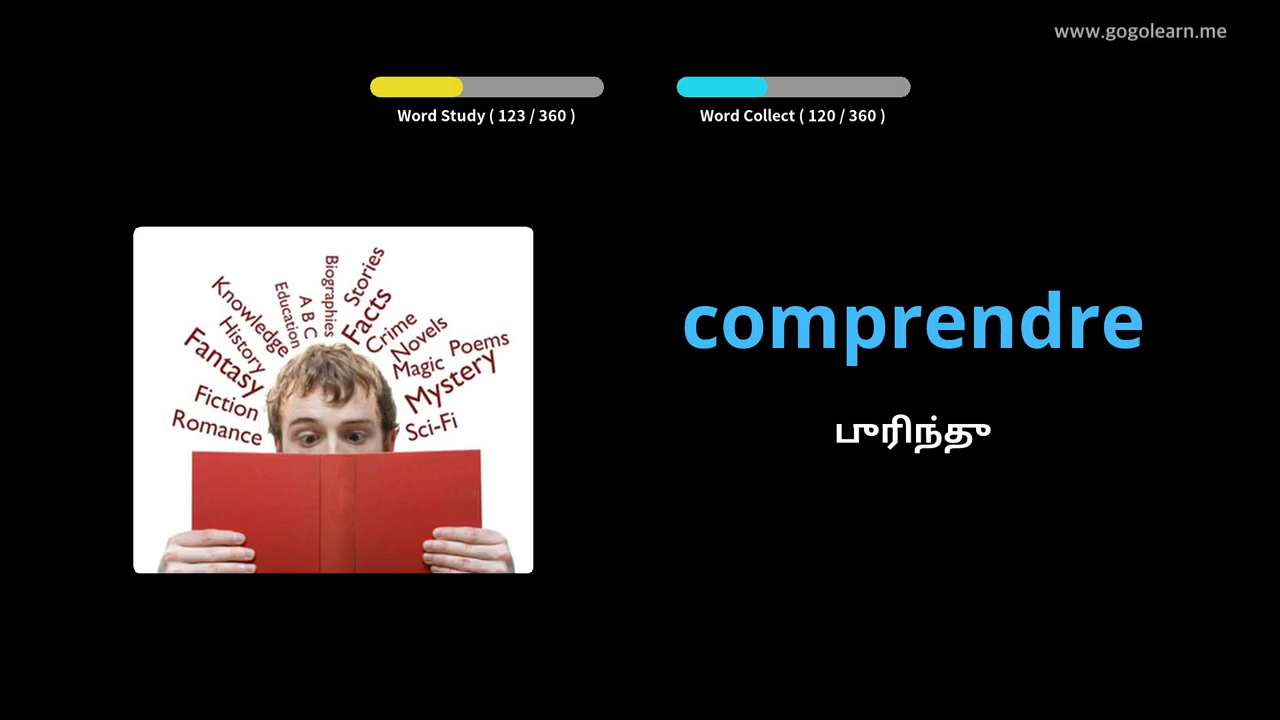 www.gogolearn.me
Word Study ( 123 / 360 )
Word Collect ( 120 / 360 )
Biographies
Stories
Education
A B C
Facts
Knowledge
Crime
History
Novels
Fantasy
Magic
Poems
Fiction
Mystery
Romance
Sci-Fi
comprendre
புரிந்து